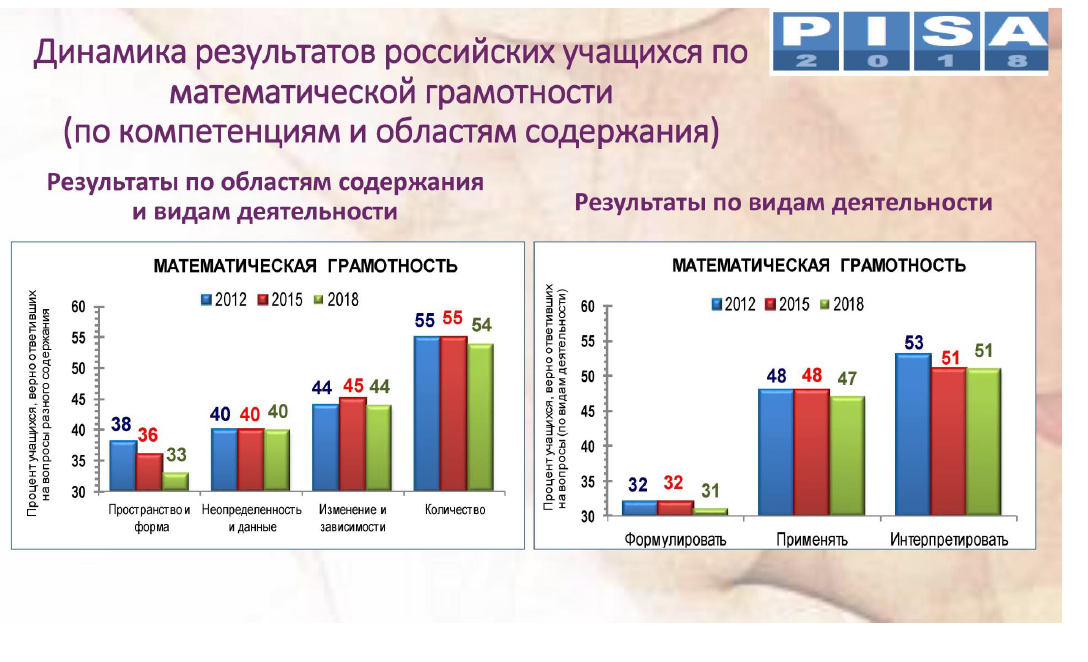 PISA
2018
Динамика результатов российских учащихся по
математической грамотности
(по компетенциям и областям содержания)
Результаты по областям содержания
и видам деятельности
Результаты по видам деятельности
МАТЕМАТИЧЕСКАЯ ГРАМОТНОСТЬ
2012 2015 2018
Процент учащихся, верно ответивших
на вопросы разного содержания
60
55
50
45
40
35
30
38 36 33
40 40 40
44 45 44
55 55 54
Пространство и
форма
Неопределенность
и данные
Изменение и
зависимости
Количество
МАТЕМАТИЧЕСКАЯ ГРАМОТНОСТЬ
2012 2015 2018
Процент учащихся, верно ответивших
на вопросы (по видам деятельности)
60
55
50
45
40
35
30
32 32 31
48 48 47
53 51 51
Формулировать Применять Интерпретировать